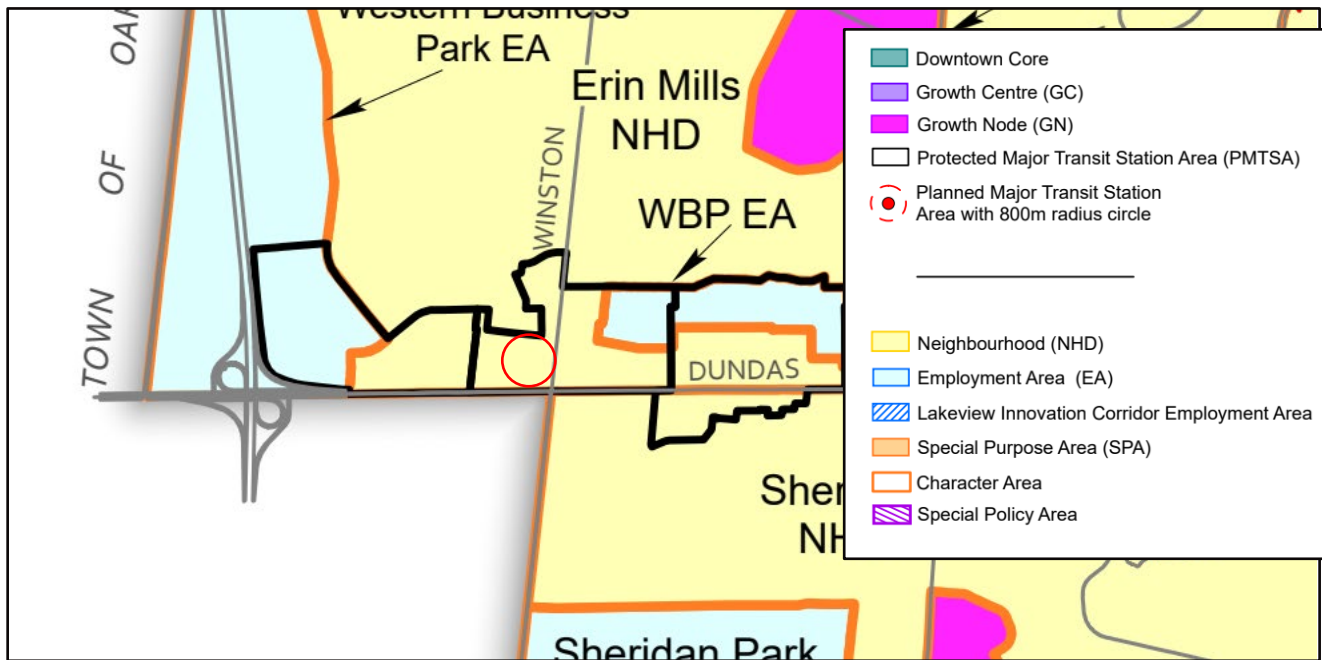 Western Business
Park EA
Erin Mills
NHD
WINSTON
WBP EA
TOWN OF
DUNDAS
NH
Sheridan Park
Downtown Core
Growth Centre (GC)
Growth Node (GN)
Protected Major Transit Station Area (PMTSA)
Planned Major Transit Station
Area with 800m radius circle
Neighbourhood (NHD)
Employment Area (EA)
Lakeview Innovation Corridor Employment Area
Special Purpose Area (SPA)
Character Area
Special Policy Area